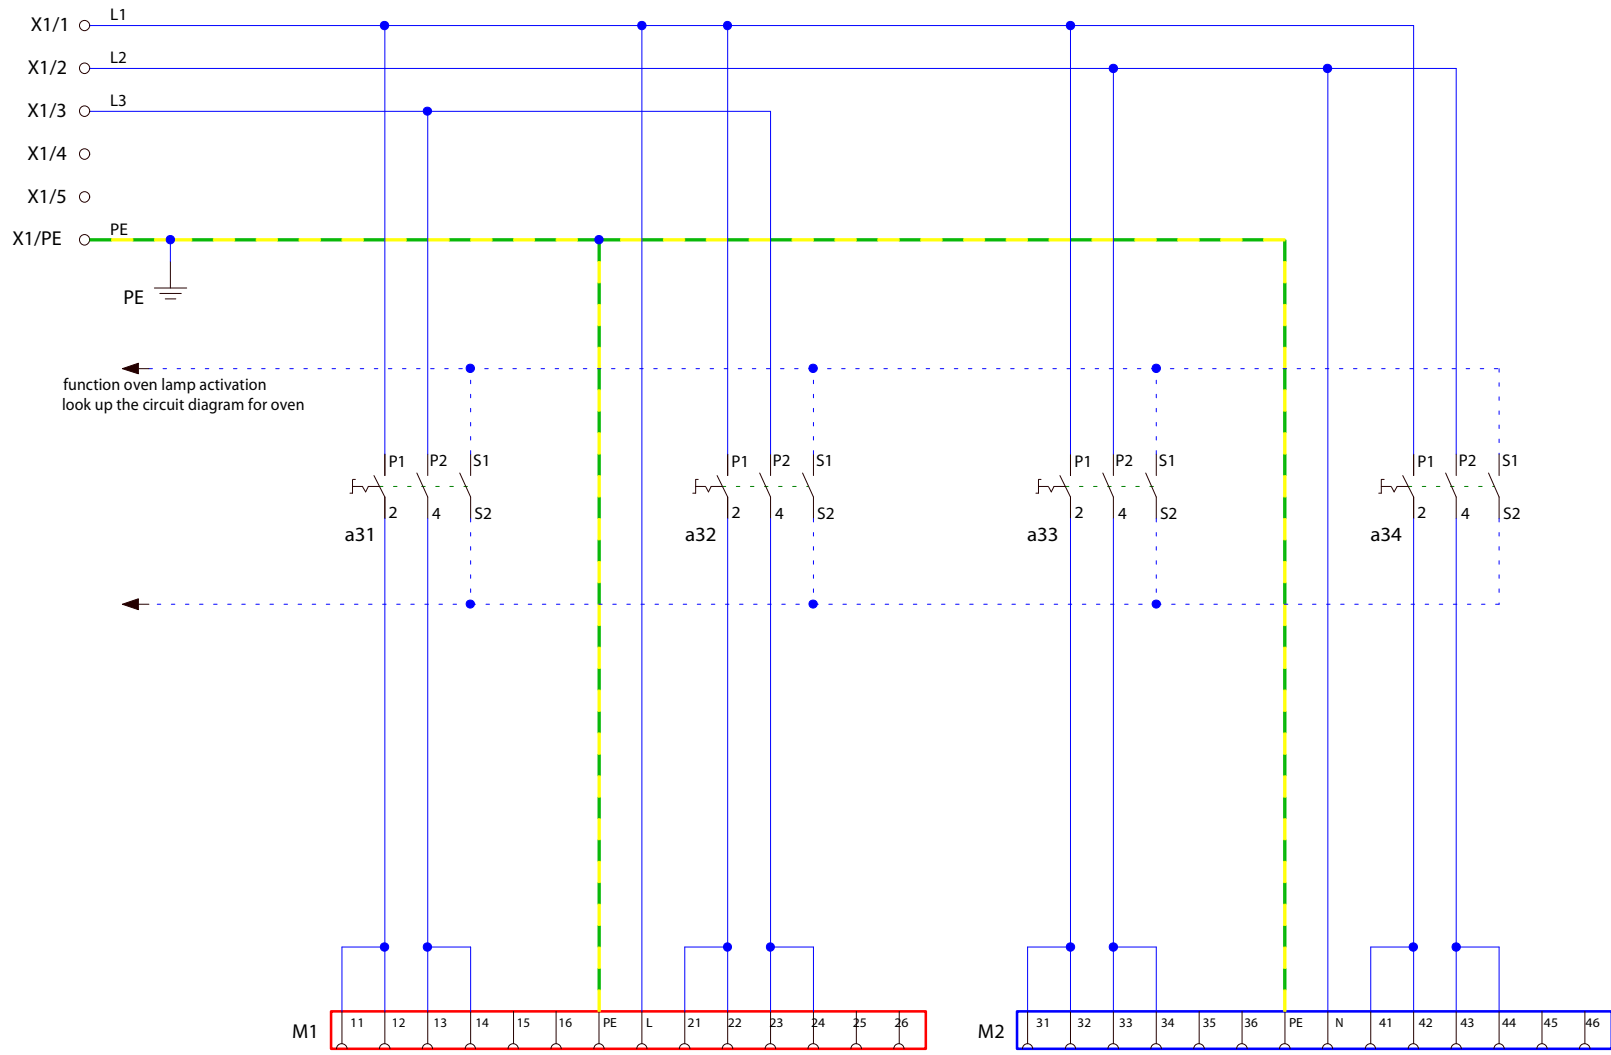 X1/1 L1
X1/2 L2
X1/3 L3
X1/4
X1/5
X1/PE PE
PE
function oven lamp activation
look up the circuit diagram for oven
P1 P2 S1 P1 P2 S1 P1 P2 S1 P1 P2 S1
2 4 S2 2 4 S2 2 4 S2 2 4 S2
a31 a32 a33 a34
M1 11 12 13 14 15 16 PE L 21 22 23 24 25 26 M2 31 32 33 34 35 36 PE N 41 42 43 44 45 46